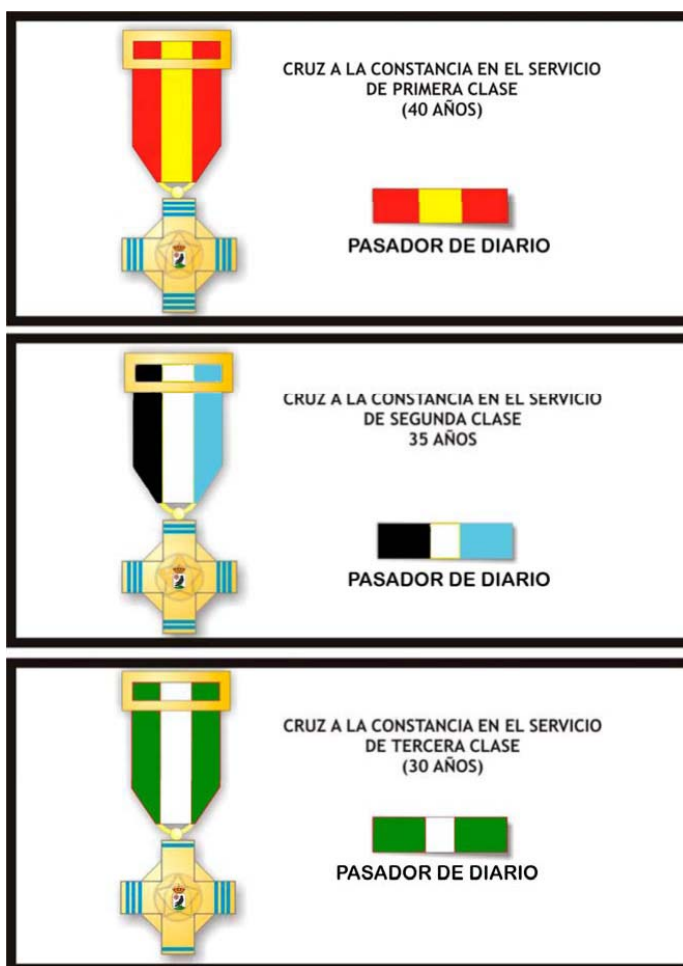 CRUZ A LA CONSTANCIA EN EL SERVICIO
DE PRIMERA CLASE
(40 AÑOS)
PASADOR DE DIARIO
CRUZ A LA CONSTANCIA EN EL SERVICIO
DE SEGUNDA CLASE
35 AÑOS
PASADOR DE DIARIO
CRUZ A LA CONSTANCIA EN EL SERVICIO
DE TERCERA CLASE
(30 AÑOS)
PASADOR DE DIARIO